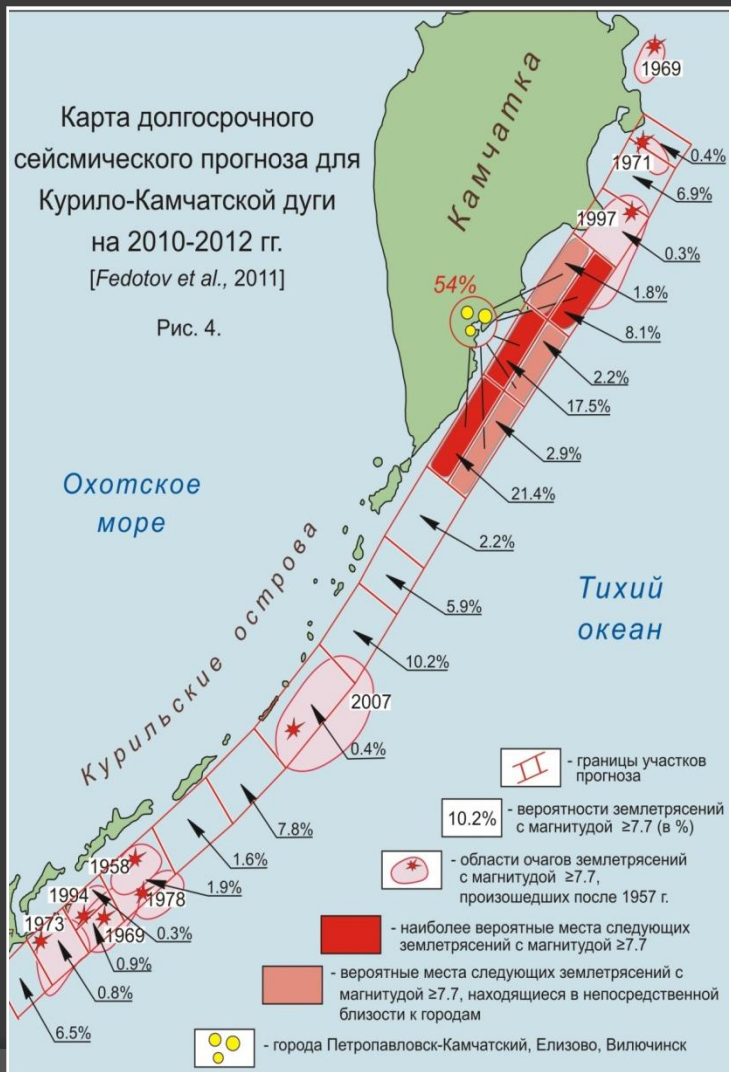 Карта долгосрочного
сейсмического прогноза для
Курило-Камчатской дуги
на 2010-2012 гг.
[Fedotov et al., 2011]
Рис. 4.
Камчатка
1969
1971
0.4%
6.9%
1997
0.3%
54%
1.8%
8.1%
2.2%
17.5%
2.9%
21.4%
Охотское
море
2.2%
5.9%
Тихий
океан
10.2%
Курильские острова
2007
0.4%
7.8%
1.6%
1958
1.9%
1994
1978
1973
0.3%
1969
0.9%
0.8%
6.5%
- границы участков
прогноза
10.2%
- вероятности землетрясений
с магнитудой ≥7.7 (в %)
- области очагов землетрясений
с магнитудой ≥7.7,
произошедших после 1957 г.
- наиболее вероятные места следующих
землетрясений с магнитудой ≥7.7
- вероятные места следующих землетрясений с
магнитудой ≥7.7, находящиеся в непосредственной
близости к городам
- города Петропавловск-Камчатский, Елизово, Вилючинск